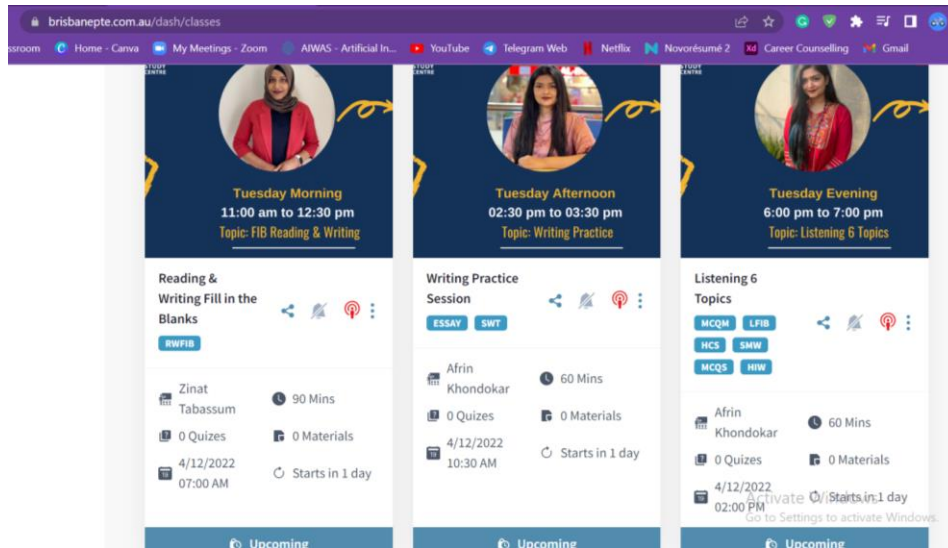 brisbanepte.com.au/dash/classes
ssroom Home - Canva My Meetings - Zoom AIWAS - Artificial In... YouTube Telegram Web Netflix Novorésumé 2 Xd Career Counselling Gmail
STUDY
CENTRE
Tuesday Morning
11:00 am to 12:30 pm
Topic: FIB Reading & Writing
Reading &
Writing Fill in the
Blanks
RWFIB
Zinat
Tabassum
90 Mins
0 Quizes
0 Materials
4/12/2022
07:00 AM
Starts in 1 day
Upcoming
STUDY
CENTRE
Tuesday Afternoon
02:30 pm to 03:30 pm
Topic: Writing Practice
Writing Practice
Session
ESSAY SWT
Afrin
Khondokar
60 Mins
0 Quizes
0 Materials
4/12/2022
10:30 AM
Starts in 1 day
Upcoming
STUDY
CENTRE
Tuesday Evening
6:00 pm to 7:00 pm
Topic: Listening 6 Topics
Listening 6
Topics
MCQM LFIB
HCS SMW
MCQS HIW
Afrin
Khondokar
60 Mins
0 Quizes
0 Materials
4/12/2022
02:00 PM
Starts in 1 day
Upcoming
Activate Windows
Go to Settings to activate Windows.